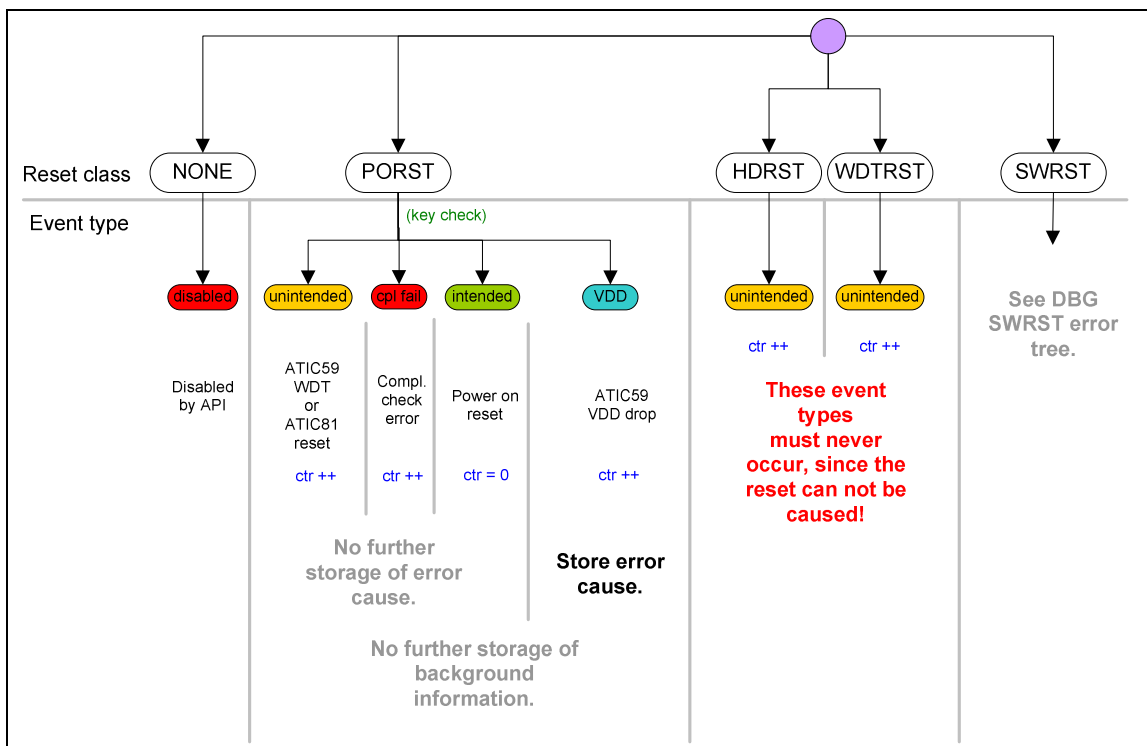 Reset class
NONE
PORST
HDRST
WDTRST
SWRST
Event type
(key check)
disabled
unintended
cpl fail
intended
VDD
unintended
unintended
See DBG
SWRST error
tree.
Disabled
by API
ATIC59
WDT
or
ATIC81
reset
ctr ++
Compl.
check
error
ctr ++
Power on
reset
ctr = 0
ATIC59
VDD drop
ctr ++
ctr ++
ctr ++
These event
types
must never
occur, since the
reset can not be
caused!
No further
storage of error
cause.
Store error
cause.
No further storage of
background
information.